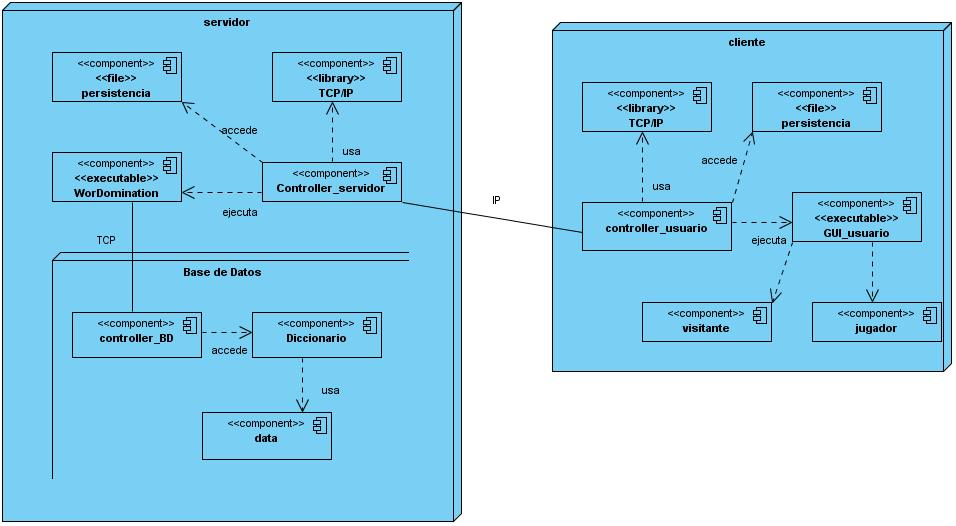 servidor
<<component>>
<<file>>
persistencia
<<component>>
<<library>>
TCP/IP
accede
usa
<<component>>
<<executable>>
WorDomination
<<component>>
Controller_servidor
ejecuta
TCP
Base de Datos
<<component>>
controller_BD
accede
<<component>>
Diccionario
usa
<<component>>
data
IP
cliente
<<component>>
<<library>>
TCP/IP
<<component>>
<<file>>
persistencia
accede
usa
<<component>>
controller_usuario
ejecuta
<<component>>
<<executable>>
GUI_usuario
<<component>>
visitante
<<component>>
jugador